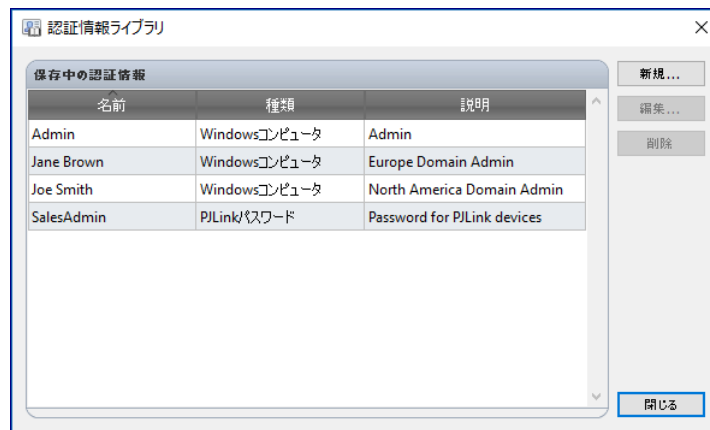 認証情報ライブラリ
保存中の認証情報
名前 種類 説明
Admin Windowsコンピュータ Admin
Jane Brown Windowsコンピュータ Europe Domain Admin
Joe Smith Windowsコンピュータ North America Domain Admin
SalesAdmin PJLinkパスワード Password for PJLink devices
新規...
編集...
削除
閉じる